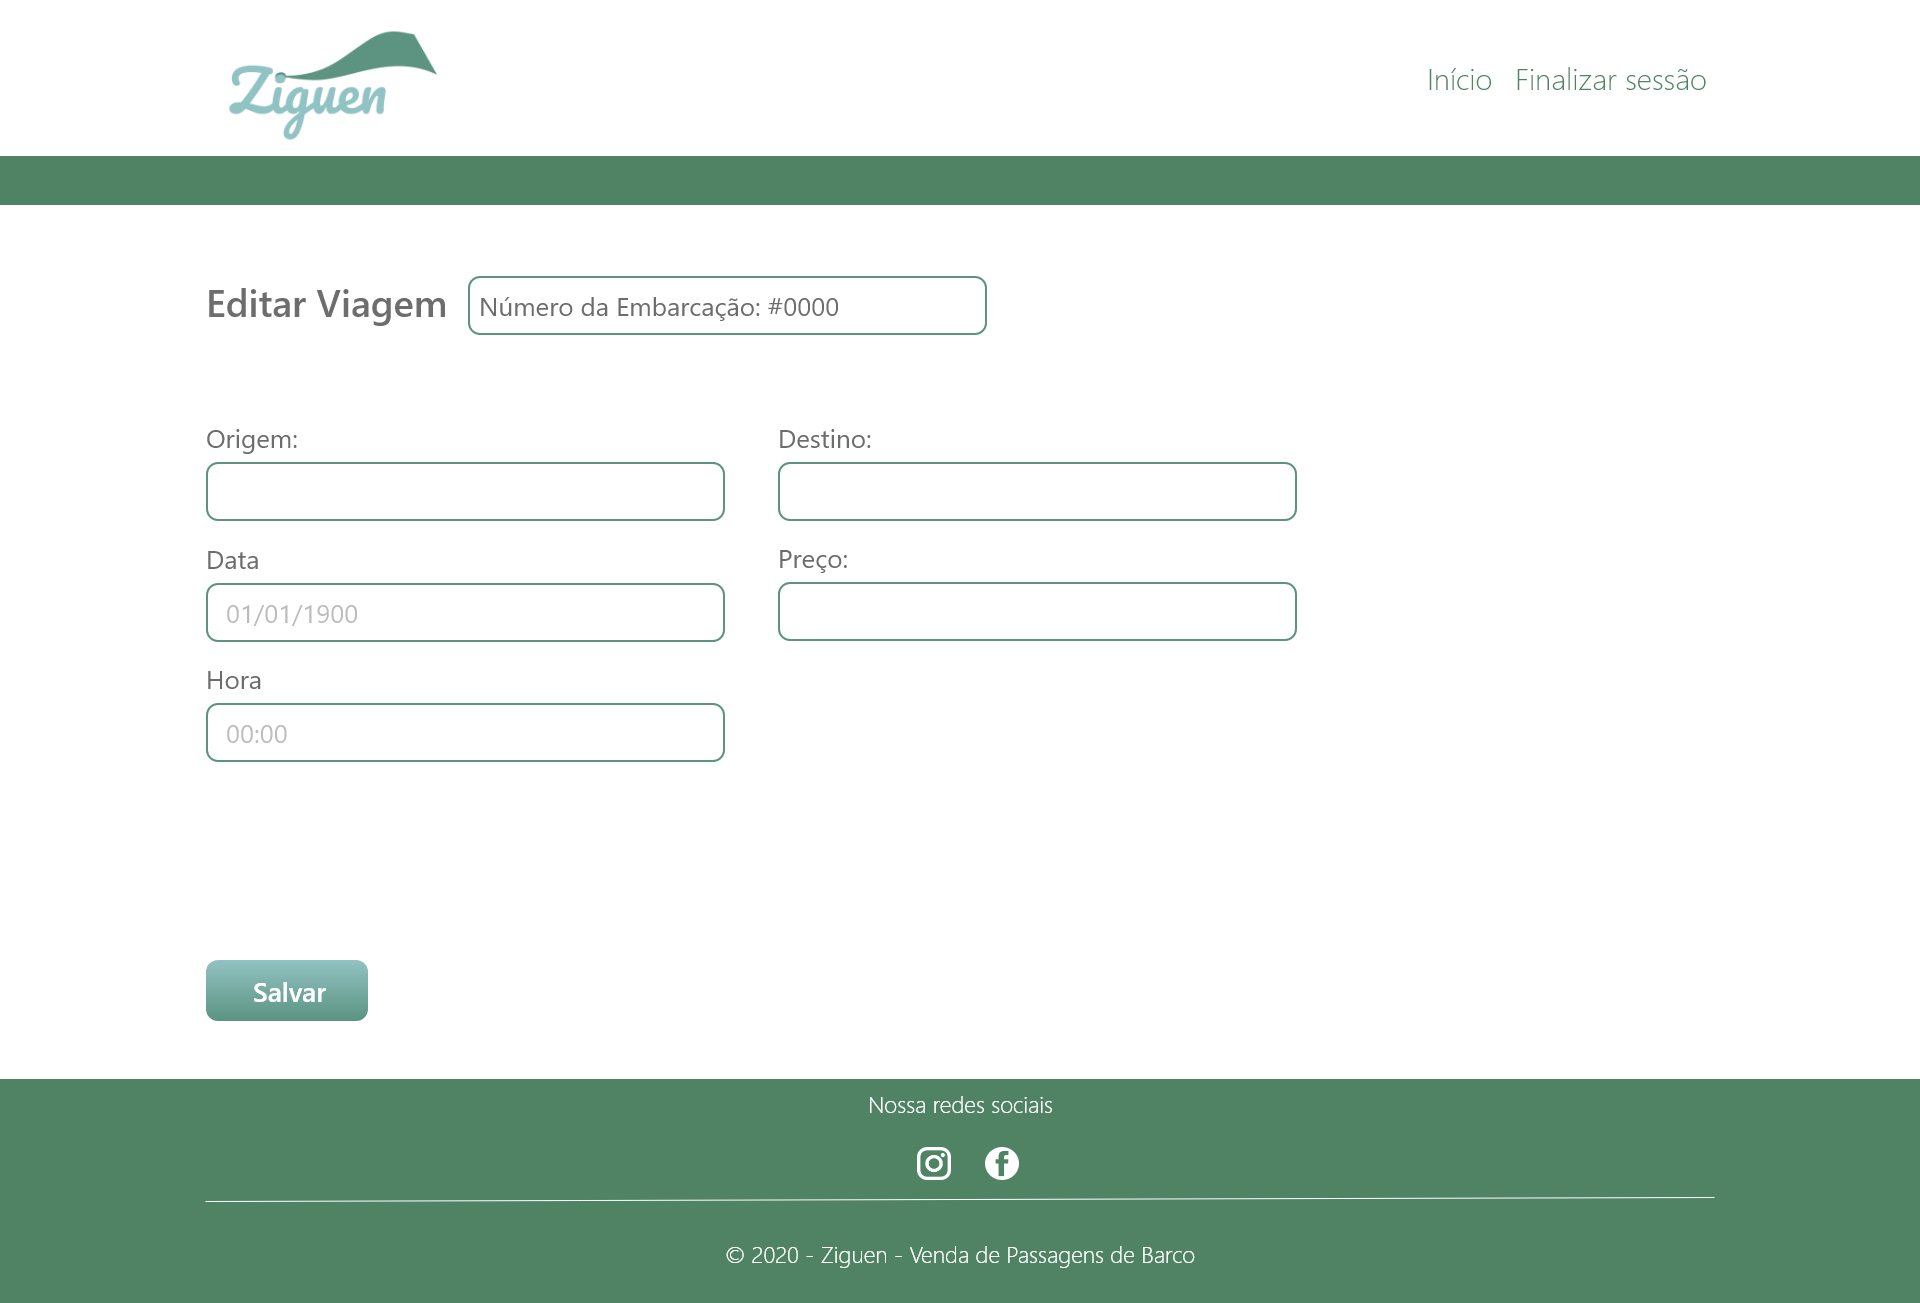 Ziguen
Início Finalizar sessão
Editar Viagem
Número da Embarcação: #0000
Origem:
Destino:
Data
01/01/1900
Preço:
Hora
00:00
Salvar
Nossa redes sociais
© 2020 - Ziguen - Venda de Passagens de Barco